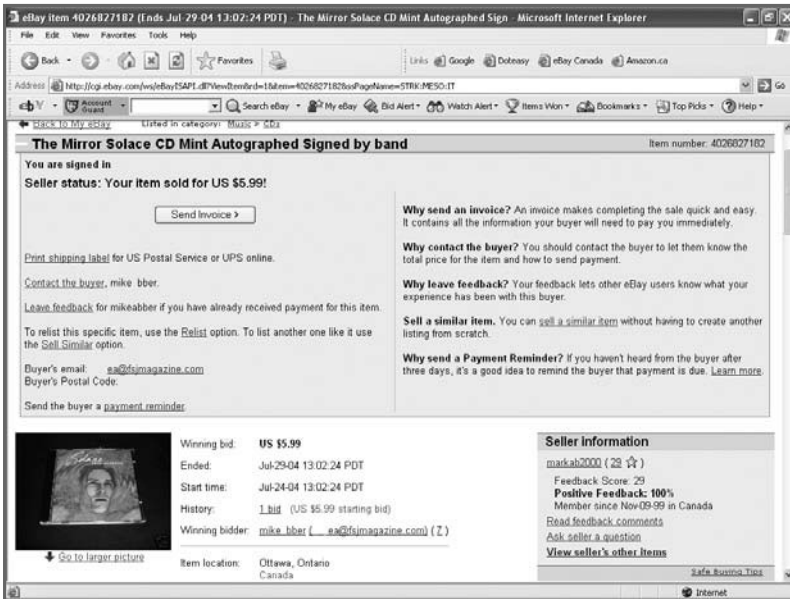 eBay item 4026827182 (Ends Jul-29-04 13:02:24 PDT) - The Mirror Solace CD Mint Autographed Sign - Microsoft Internet Explorer
File Edit View Favorites Tools Help
Back Favorites Links Google Doteasy eBay Canada Amazon.ca
Address http://cgi.ebay.com/ws/eBayISAPI.dll?ViewItem&rd=1&item=4026827182&ssPageName=STRK:MESO:IT Go
Y Account Guard Search eBay My eBay Bid Alert Watch Alert Items Won Bookmarks Top Picks Help
Back to My eBay Listed in category: Music > CDs
The Mirror Solace CD Mint Autographed Signed by band Item number: 4026827182
You are signed in
Seller status: Your item sold for US $5.99!
Send Invoice >
Print shipping label for US Postal Service or UPS online.
Contact the buyer, mike bber.
Leave feedback for mikeabber if you have already received payment for this item.
To relist this specific item, use the Relist option. To list another one like it use
the Sell Similar option.
Buyer's email: ea@fsjmagazine.com
Buyer's Postal Code:
Send the buyer a payment reminder.
Why send an invoice? An invoice makes completing the sale quick and easy.
It contains all the information your buyer will need to pay you immediately.
Why contact the buyer? You should contact the buyer to let them know the
total price for the item and how to send payment.
Why leave feedback? Your feedback lets other eBay users know what your
experience has been with this buyer.
Sell a similar item. You can sell a similar item without having to create another
listing from scratch.
Why send a Payment Reminder? If you haven't heard from the buyer after
three days, it's a good idea to remind the buyer that payment is due. Learn more.
Solace
Go to larger picture
Winning bid: US $5.99
Ended: Jul-29-04 13:02:24 PDT
Start time: Jul-24-04 13:02:24 PDT
History: 1 bid (US $5.99 starting bid)
Winning bidder: mike bber ( ea@fsjmagazine.com) ( 7 )
Item location: Ottawa, Ontario
Canada
Seller information
markab2000 ( 29 )
Feedback Score: 29
Positive Feedback: 100%
Member since Nov-09-99 in Canada
Read feedback comments
Ask seller a question
View seller's other items
Safe Buying Tips
Internet